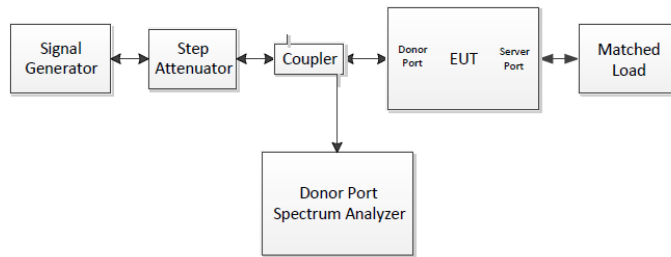 Signal
Generator
Step
Attenuator
Coupler
Donor
Port
EUT
Server
Port
Matched
Load
Donor Port
Spectrum Analyzer